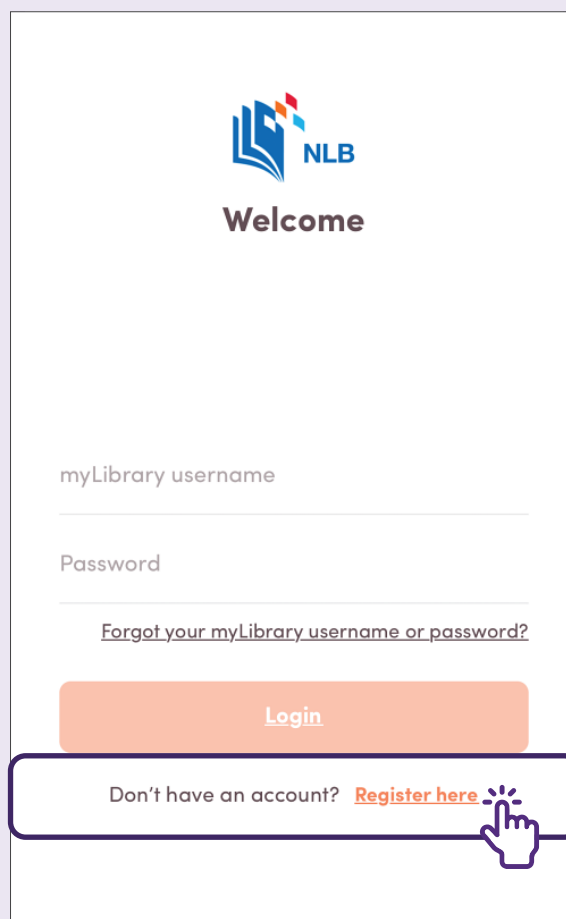 NLB
Welcome
myLibrary username
Password
Forgot your myLibrary username or password?
Login
Don't have an account? Register here